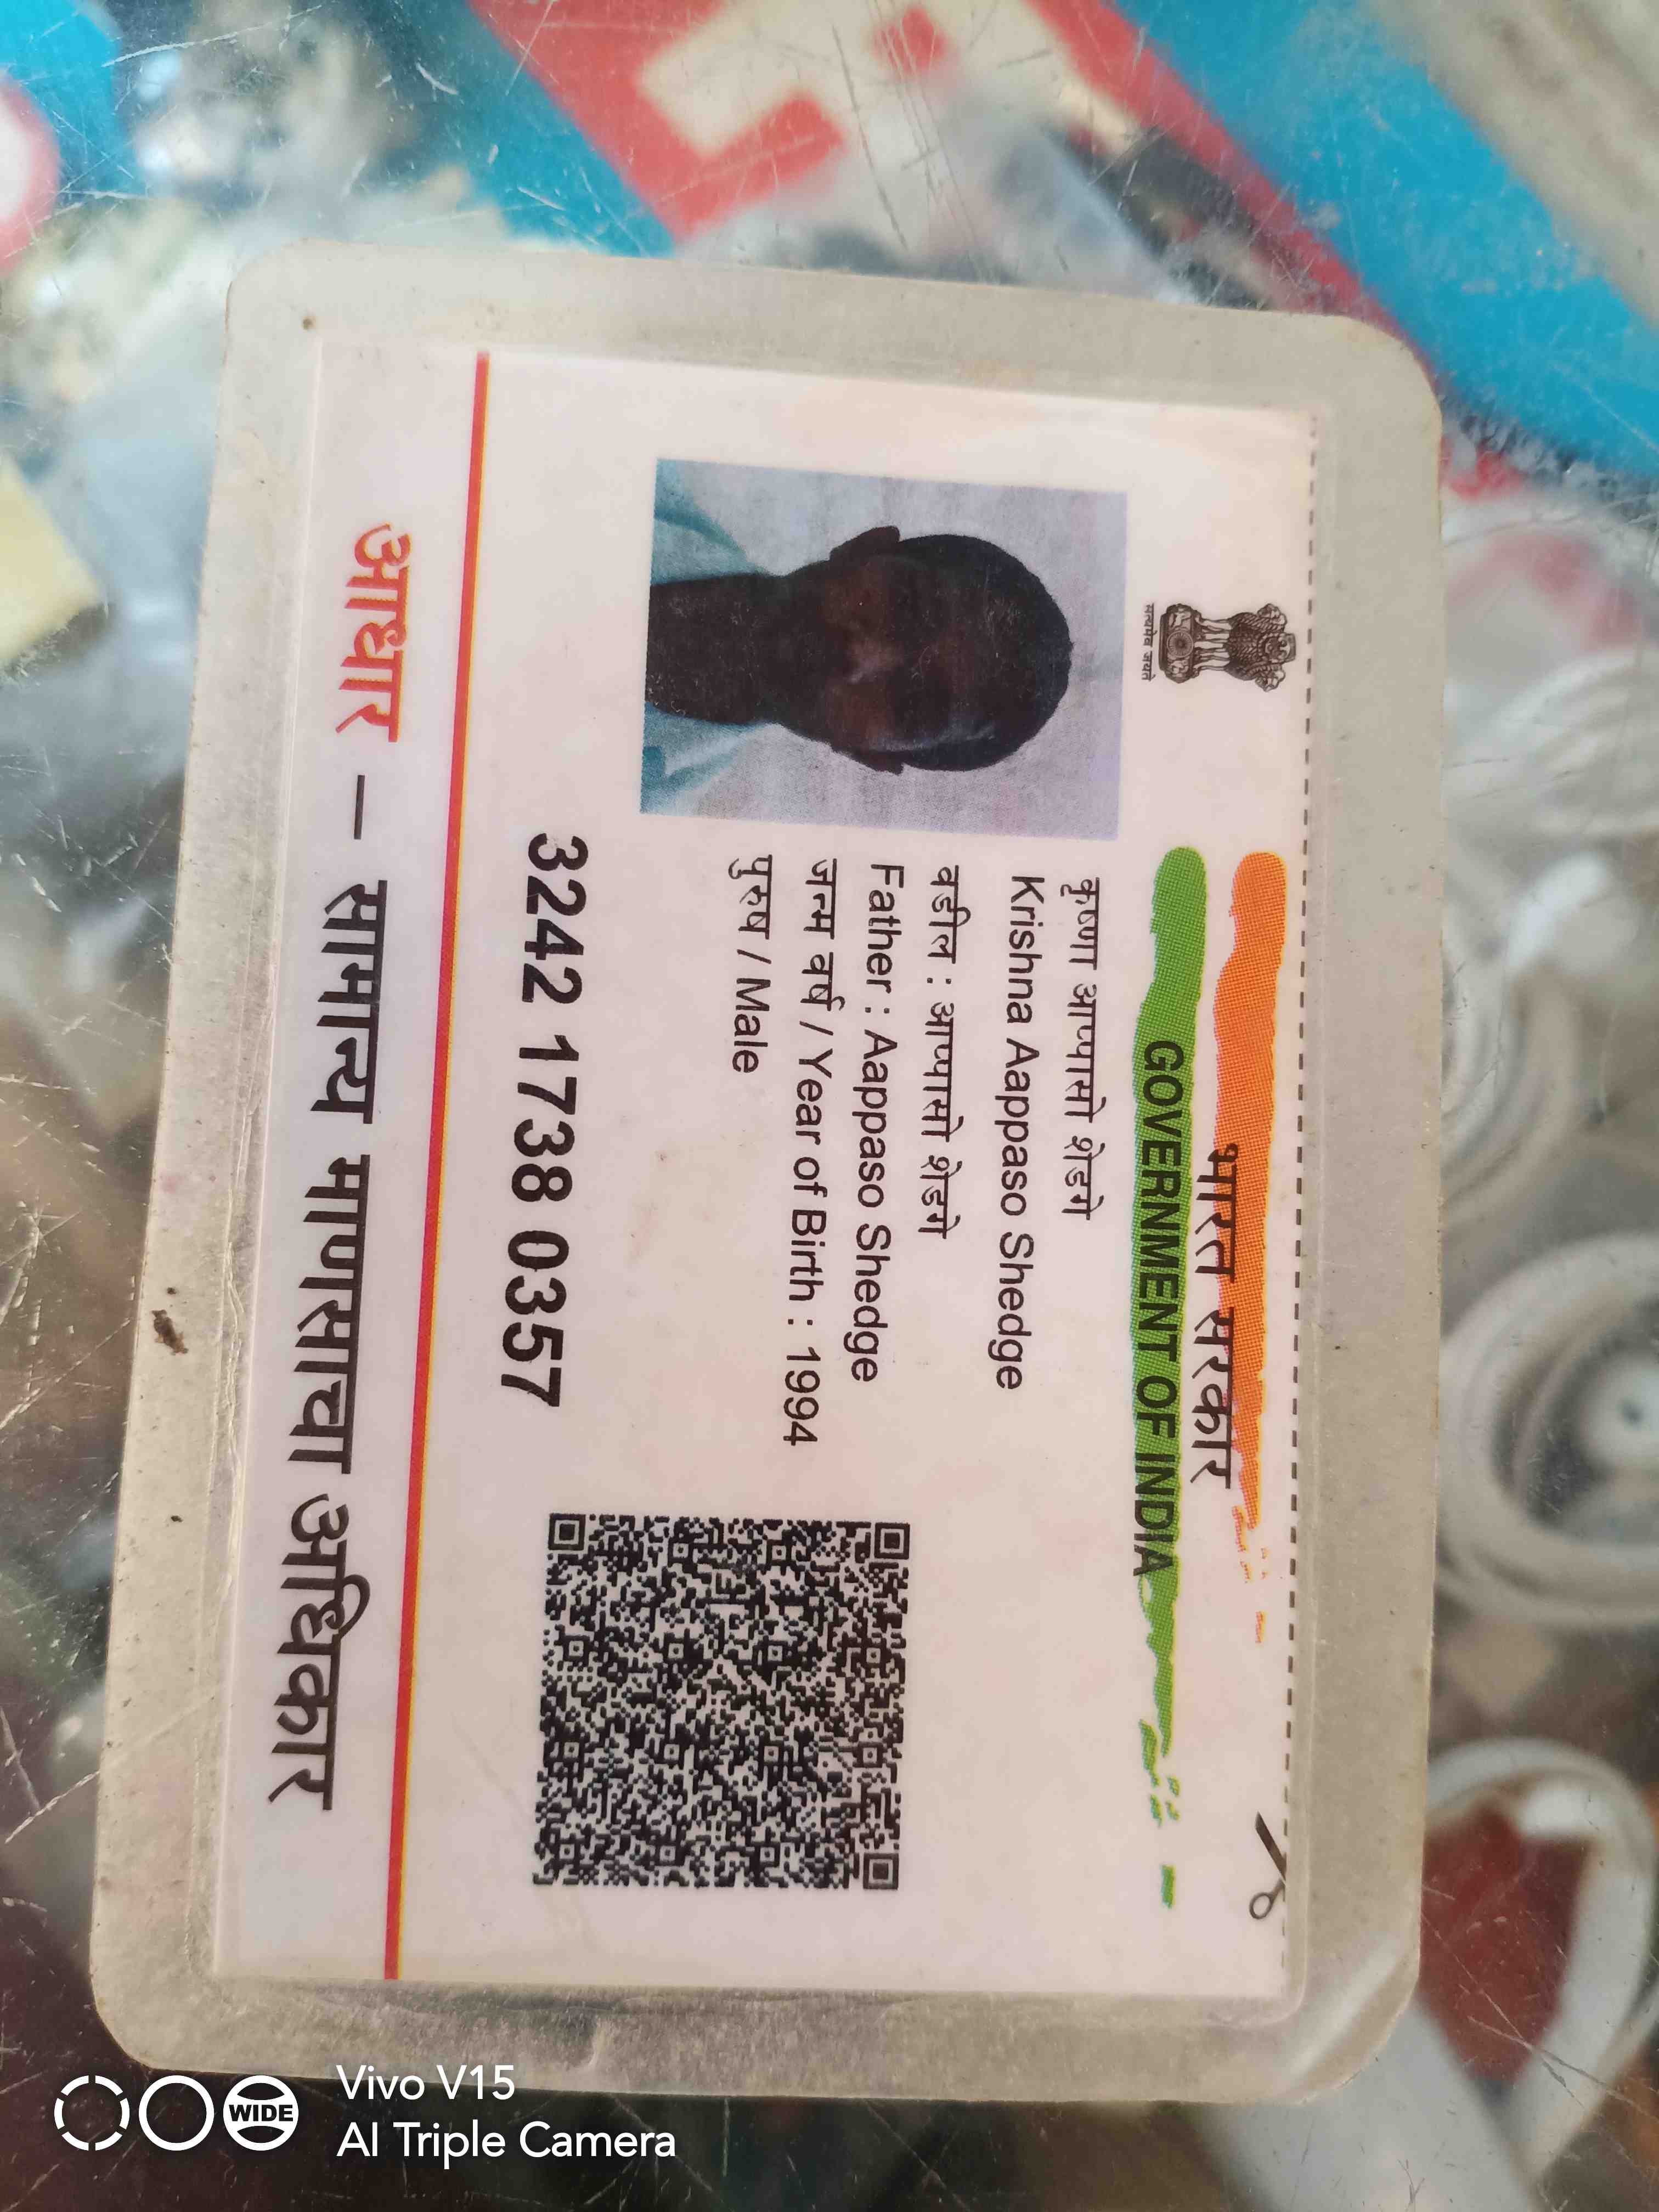 भारत सरकार
GOVERNMENT OF INDIA
सत्यमेव जयते
कृष्णा आप्पासो शेडगे
Krishna Aappaso Shedge
वडील : आप्पासो शेडगे
Father : Aappaso Shedge
जन्म वर्ष / Year of Birth : 1994
पुरुष / Male
3242 1738 0357
आधार – सामान्य माणसाचा अधिकार
WIDE
Vivo V15
AI Triple Camera